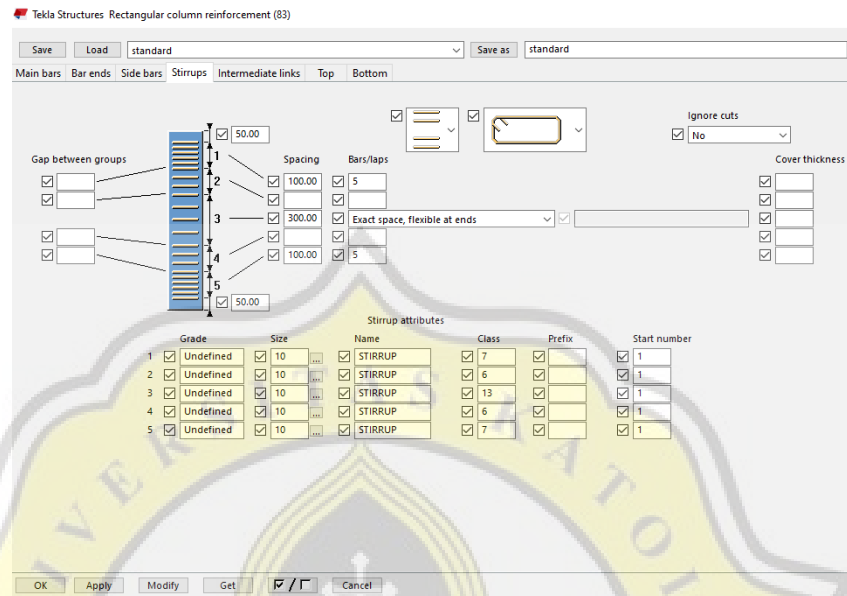 Tekla Structures Rectangular column reinforcement (83)
Save Load standard Save as standard
Main bars Bar ends Side bars Stirrups Intermediate links Top Bottom
Ignore cuts
50.00 No
Gap between groups 1 Spacing Bars/laps Cover thickness
2 100.00 5
3 300.00 Exact space, flexible at ends
4
5 100.00 5
50.00
Stirrup attributes
Grade Size Name Class Prefix Start number
1 Undefined 10 ... STIRRUP 7 1
2 Undefined 10 ... STIRRUP 6 1
3 Undefined 10 ... STIRRUP 13 1
4 Undefined 10 ... STIRRUP 6 1
5 Undefined 10 ... STIRRUP 7 1
UNIVERSITAS KATO
OK Apply Modify Get / Cancel